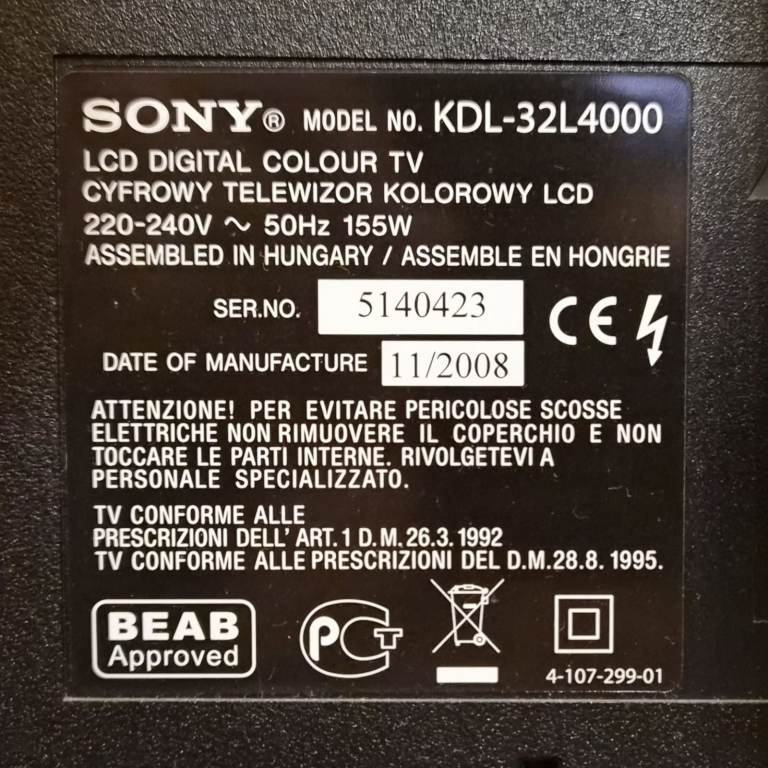 SONY® MODEL NO. KDL-32L4000
LCD DIGITAL COLOUR TV
CYFROWY TELEWIZOR KOLOROWY LCD
220-240V ~ 50Hz 155W
ASSEMBLED IN HUNGARY / ASSEMBLE EN HONGRIE
SER.NO. 5140423
CE
DATE OF MANUFACTURE 11/2008
ATTENZIONE! PER EVITARE PERICOLOSE SCOSSE
ELETTRICHE NON RIMUOVERE IL COPERCHIO E NON
TOCCARE LE PARTI INTERNE. RIVOLGETEVI A
PERSONALE SPECIALIZZATO.
TV CONFORME ALLE
PRESCRIZIONI DELL' ART. 1 D.M. 26.3. 1992
TV CONFORME ALLE PRESCRIZIONI DEL D.M.28.8. 1995.
BEAB
Approved
PCT
4-107-299-01